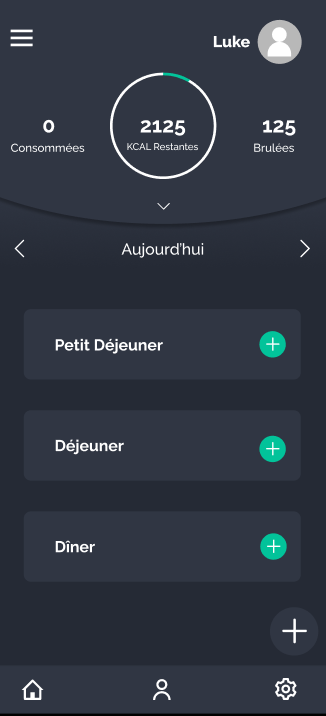 Luke
0
Consommées
2125
KCAL Restantes
125
Brulées
Aujourd'hui
Petit Déjeuner
Déjeuner
Dîner